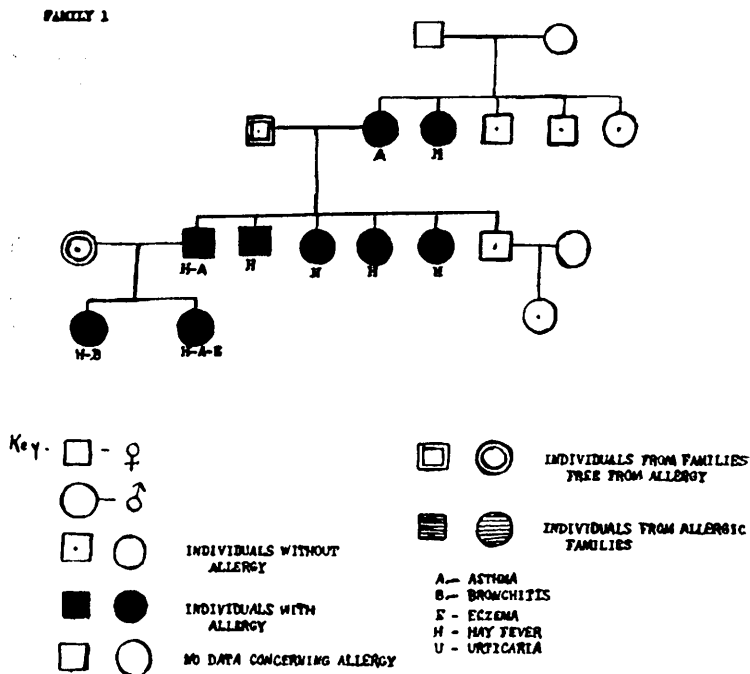 FAMILY 1
A H
H-A H H H
H-B H-A-E
Key - - ♀
- ♂
INDIVIDUALS FROM FAMILIES
FREE FROM ALLERGY
INDIVIDUALS WITHOUT
ALLERGY
INDIVIDUALS FROM ALLERGIC
FAMILIES
INDIVIDUALS WITH
ALLERGY
A - ASTHMA
B - BRONCHITIS
E - ECZEMA
H - HAY FEVER
U - URTICARIA
NO DATA CONCERNING ALLERGY